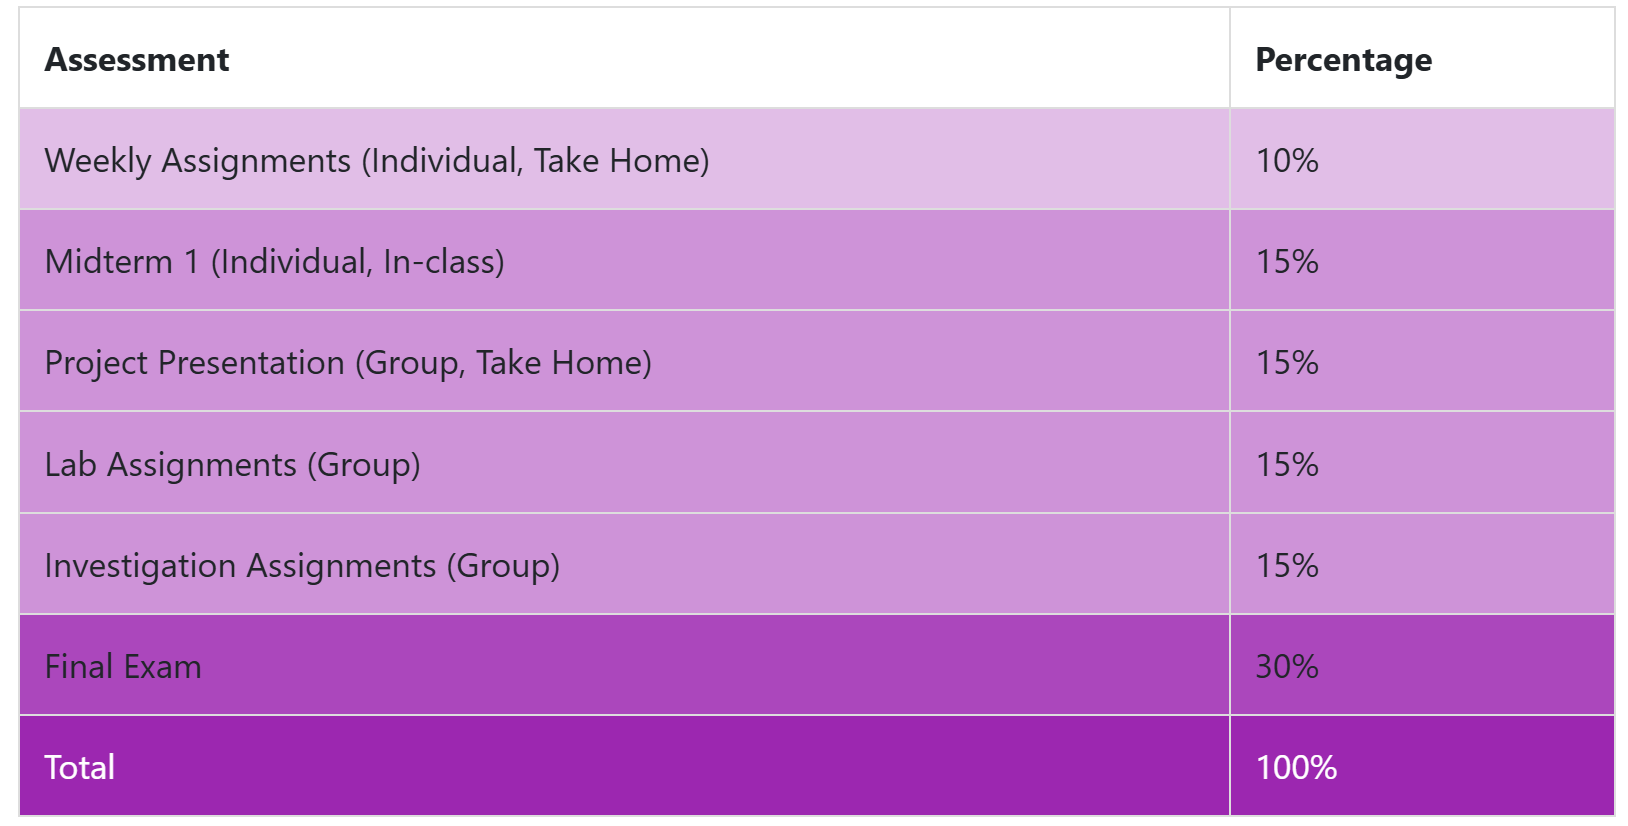 Assessment Percentage
Weekly Assignments (Individual, Take Home) 10%
Midterm 1 (Individual, In-class) 15%
Project Presentation (Group, Take Home) 15%
Lab Assignments (Group) 15%
Investigation Assignments (Group) 15%
Final Exam 30%
Total 100%